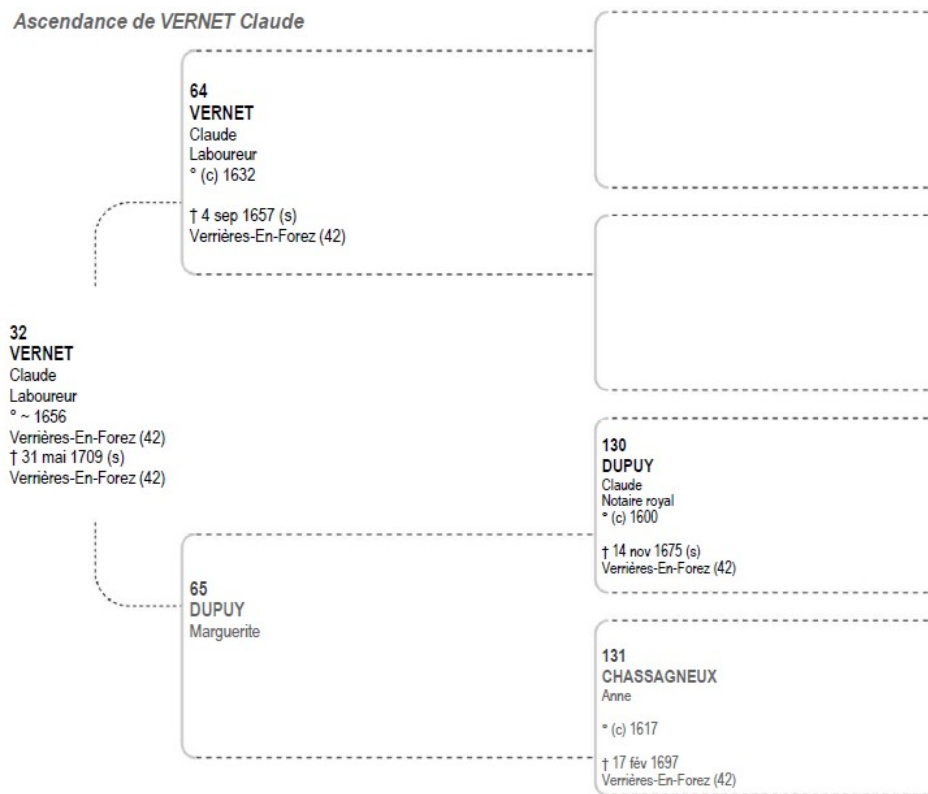 Ascendance de VERNET Claude
64
VERNET
Claude
Laboureur
° (c) 1632
† 4 sep 1657 (s)
Verrières-En-Forez (42)
32
VERNET
Claude
Laboureur
° ~ 1656
Verrières-En-Forez (42)
† 31 mai 1709 (s)
Verrières-En-Forez (42)
130
DUPUY
Claude
Notaire royal
° (c) 1600
† 14 nov 1675 (s)
Verrières-En-Forez (42)
65
DUPUY
Marguerite
131
CHASSAGNEUX
Anne
° (c) 1617
† 17 fév 1697
Verrières-En-Forez (42)